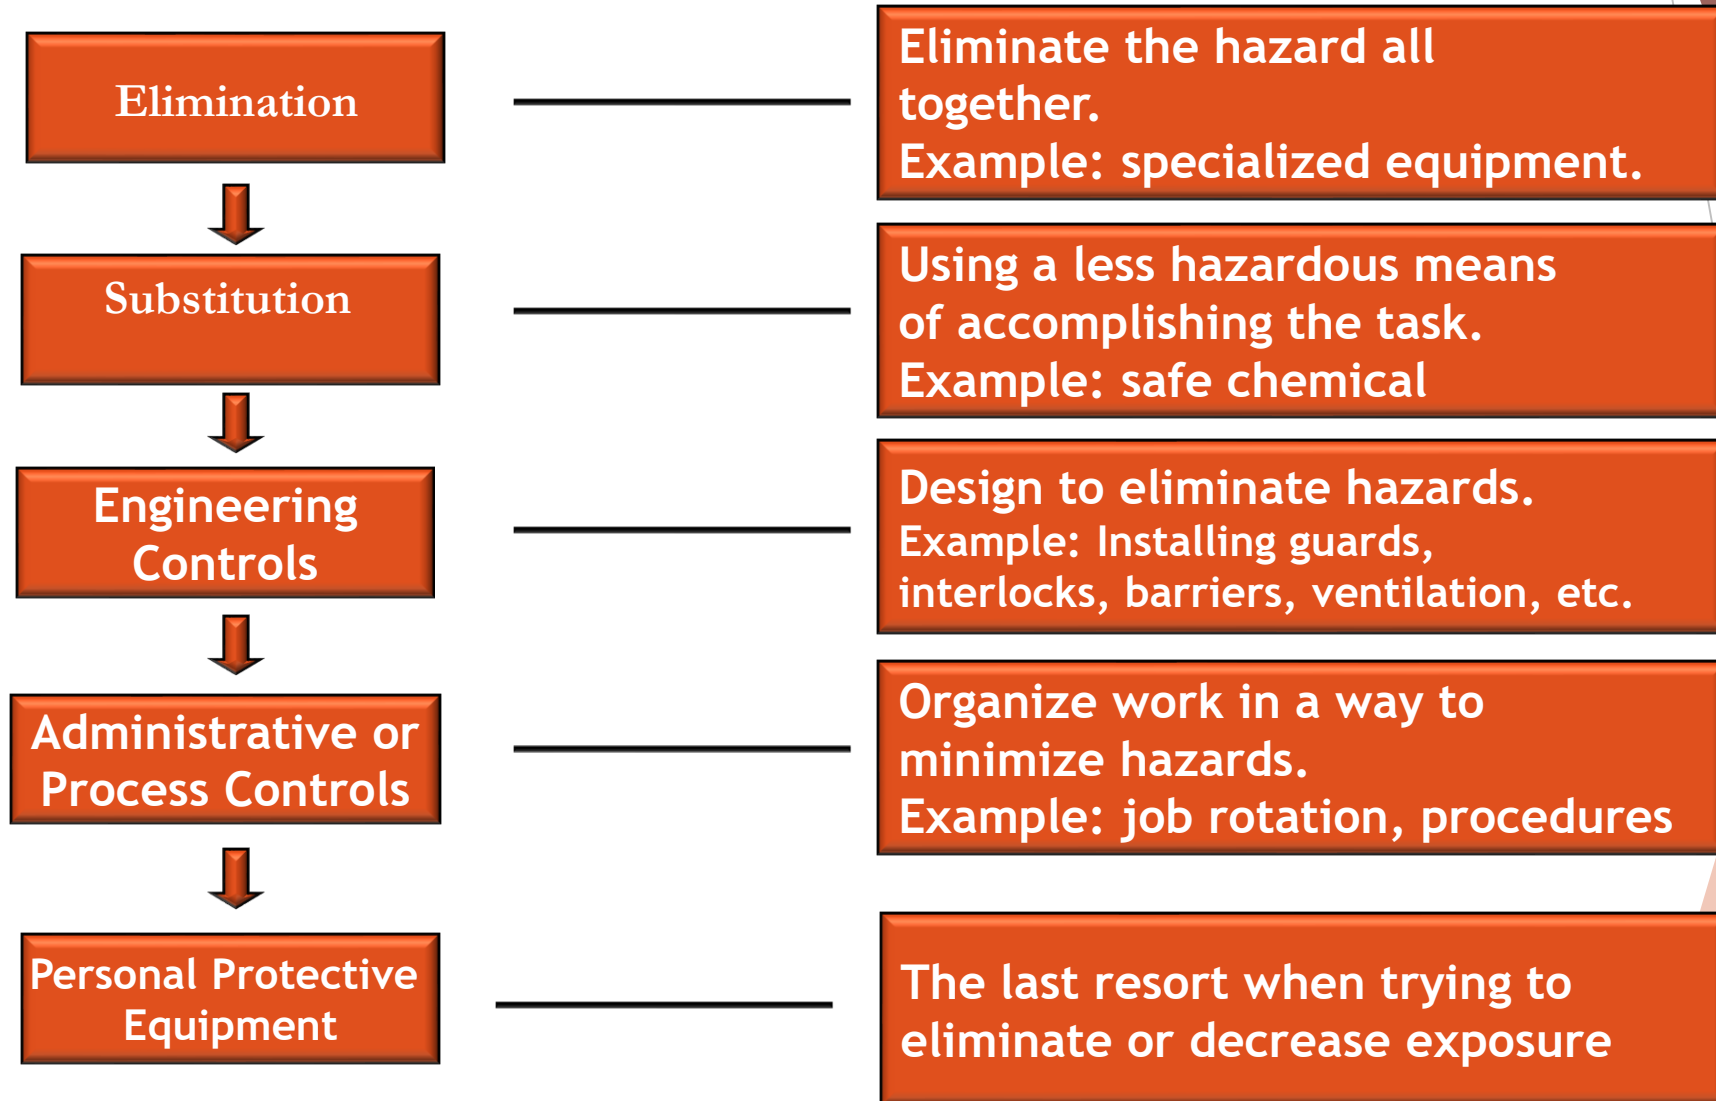 Elimination
Eliminate the hazard all
together.
Example: specialized equipment.
Substitution
Using a less hazardous means
of accomplishing the task.
Example: safe chemical
Engineering
Controls
Design to eliminate hazards.
Example: Installing guards,
interlocks, barriers, ventilation, etc.
Administrative or
Process Controls
Organize work in a way to
minimize hazards.
Example: job rotation, procedures
Personal Protective
Equipment
The last resort when trying to
eliminate or decrease exposure